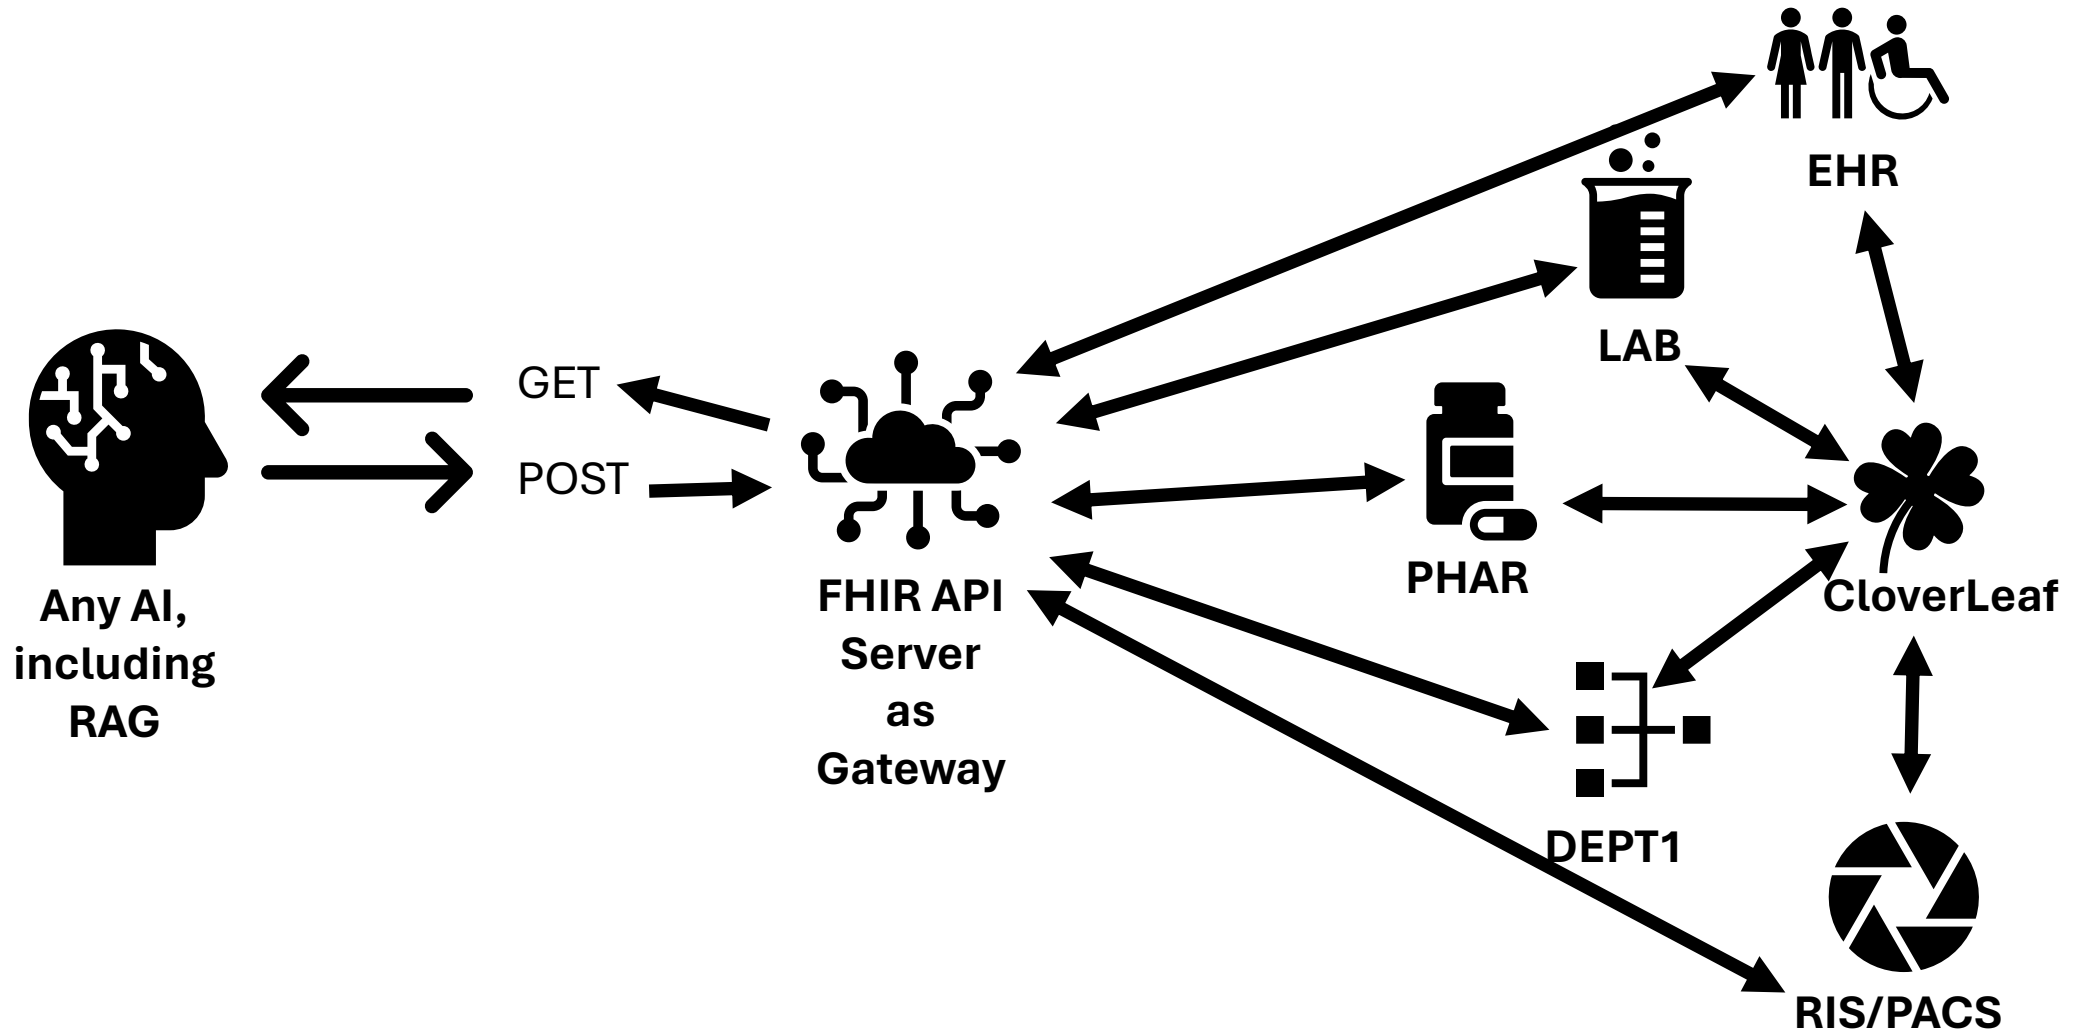 EHR
LAB
GET
POST
PHAR
FHIR API
Server
as
Gateway
CloverLeaf
Any AI,
including
RAG
DEPT1
RIS/PACS